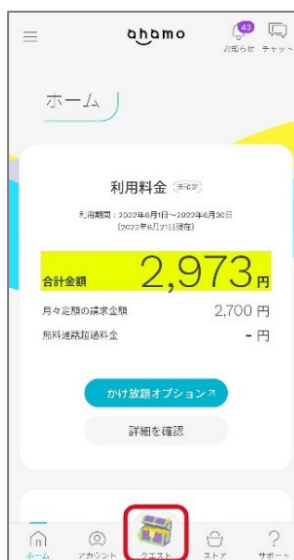 ahamo
43
お知らせ チャット
ホーム
利用料金 未確定
利用期間：2022年6月1日～2022年6月30日
(2022年6月21日現在)
合計金額 2,973 円
月々定額の請求金額 2,700 円
無料通話超過料金 - 円
かけ放題オプション
詳細を確認
ホーム アカウント クエスト ストア サポート